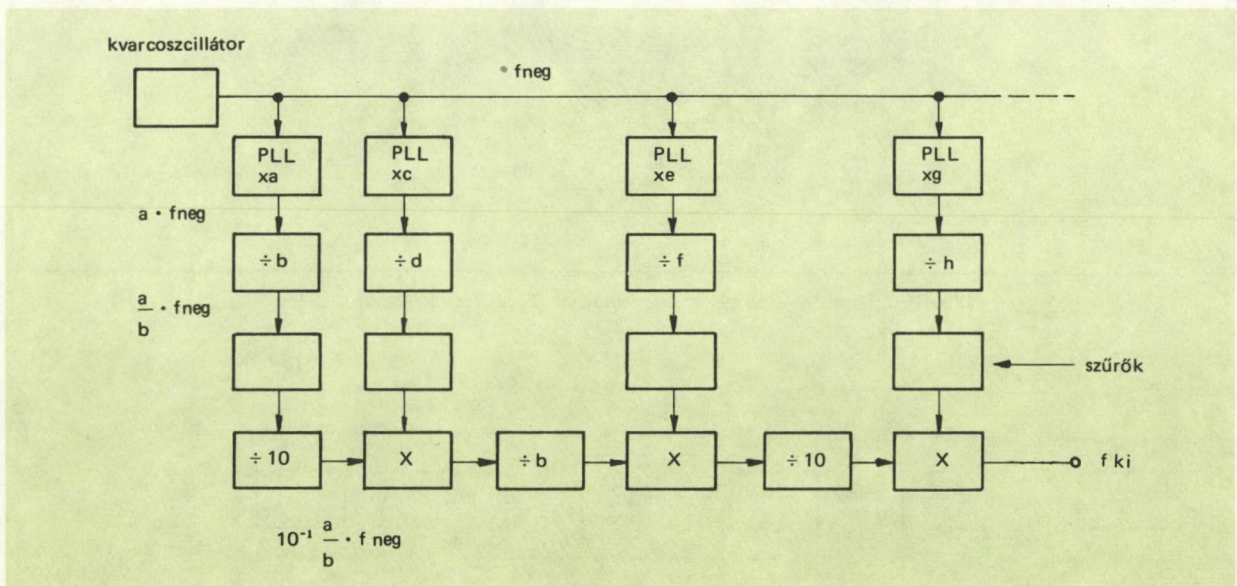 kvarcoszcillátor
fneg
PLL PLL PLL PLL
xa xc xe xg
a · fneg
÷b ÷d ÷f ÷h
a
b · fneg
szűrők
÷10 X ÷b X ÷10 X f ki
10⁻¹ a · f neg
b